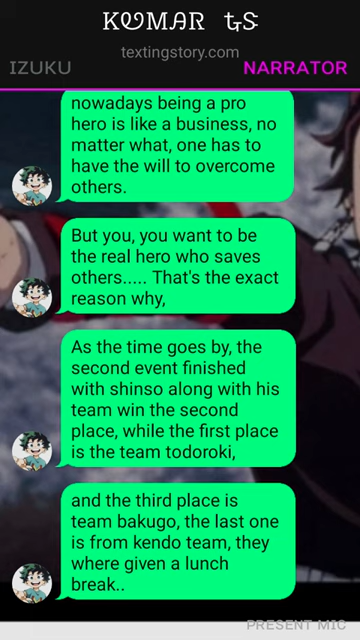 KUMAR tS
textingstory.com
IZUKU
NARRATOR
nowadays being a pro
hero is like a business, no
matter what, one has to
have the will to overcome
others.
But you, you want to be
the real hero who saves
others..... That's the exact
reason why,
As the time goes by, the
second event finished
with shinso along with his
team win the second
place, while the first place
is the team todoroki,
and the third place is
team bakugo, the last one
is from kendo team, they
where given a lunch
break..
PRESENT MIC